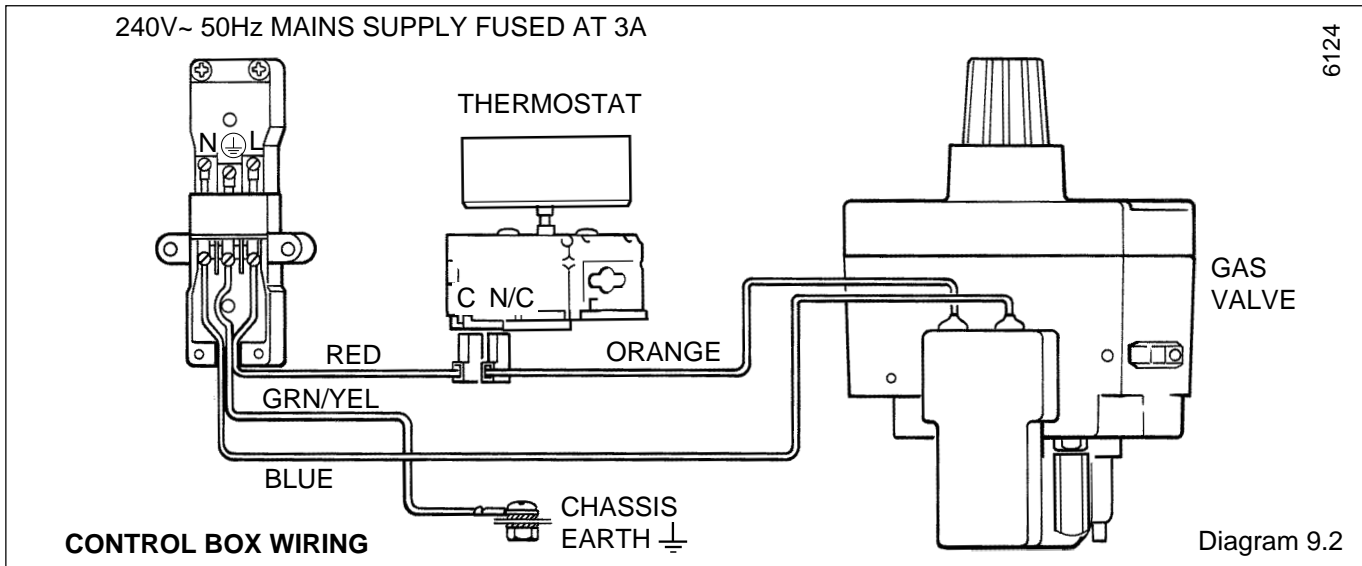 240V~ 50Hz MAINS SUPPLY FUSED AT 3A
6124
THERMOSTAT
N L
C N/C
GAS
VALVE
RED
ORANGE
GRN/YEL
BLUE
CHASSIS
EARTH
CONTROL BOX WIRING
Diagram 9.2